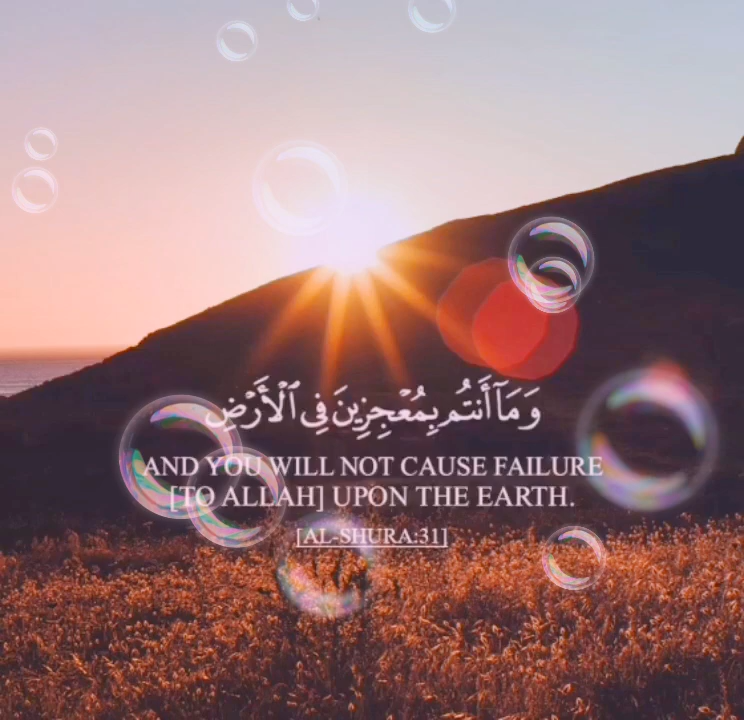 وَمَآ أَنتُم بِمُعْجِزِينَ فِى ٱلْأَرْضِ
AND YOU WILL NOT CAUSE FAILURE
[TO ALLAH] UPON THE EARTH.
[AL-SHURA:31]